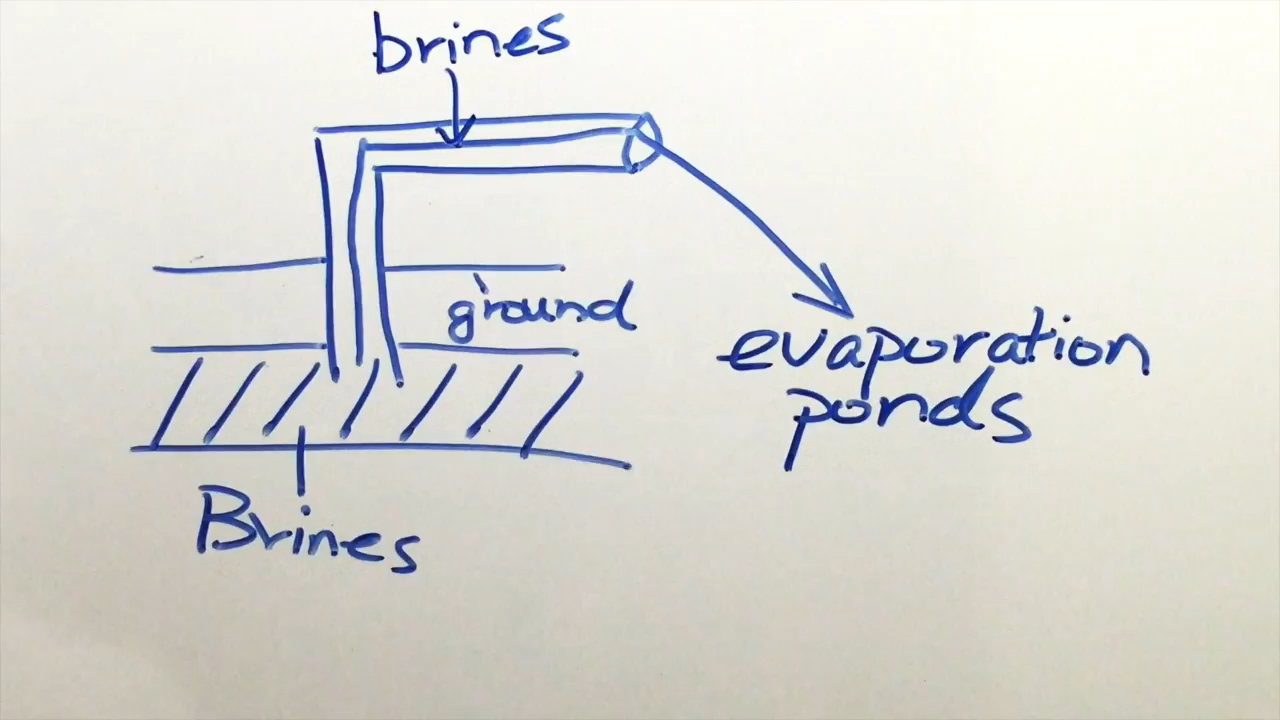 brines
ground
evaporation
ponds
Brines